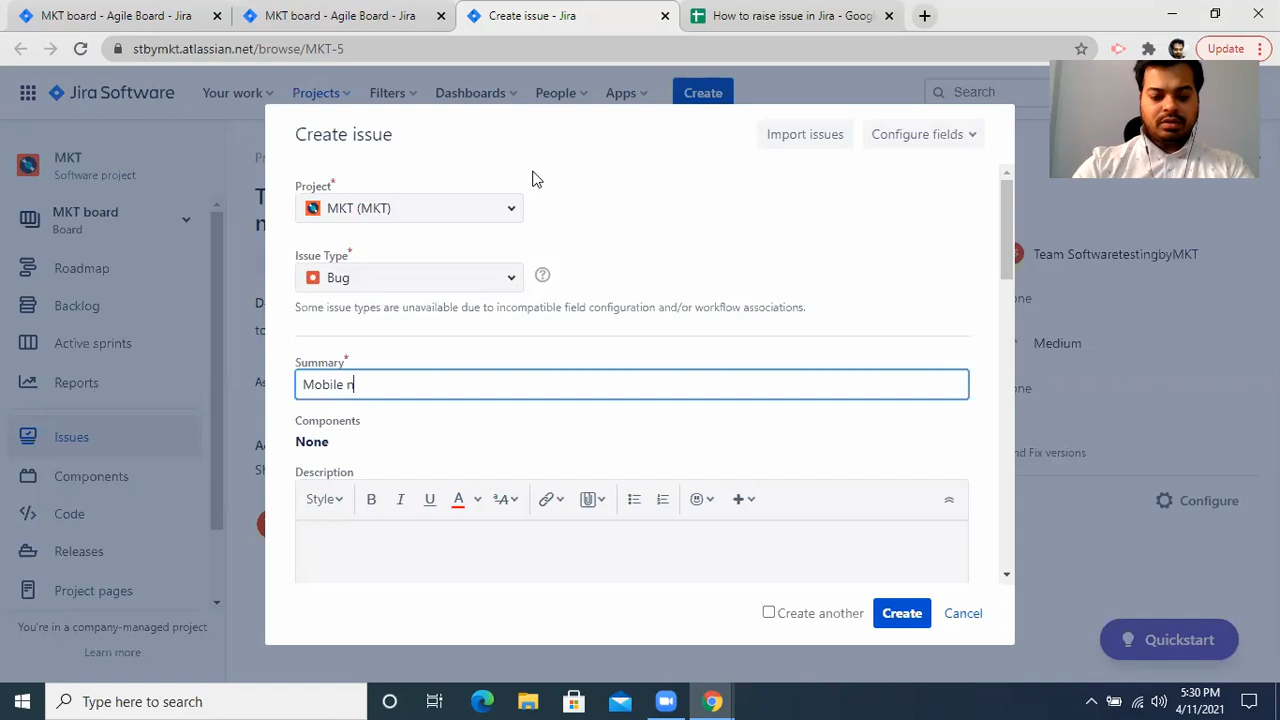 MKT board - Agile Board - Jira
MKT board - Agile Board - Jira
Create issue - Jira
How to raise issue in Jira - Googl
stbymkt.atlassian.net/browse/MKT-5
Update
Jira Software
Your work
Projects
Filters
Dashboards
People
Apps
Create
Search
MKT
Software project
MKT board
Board
Roadmap
Backlog
Active sprints
Reports
Issues
Components
Code
Releases
Project pages
You're in a company-managed project
Learn more
Create issue
Import issues
Configure fields
Project*
MKT (MKT)
Issue Type*
Bug
Some issue types are unavailable due to incompatible field configuration and/or workflow associations.
Summary*
Mobile n
Components
None
Description
Style
Create another
Create
Cancel
Team SoftwaretestingbyMKT
one
Medium
one
nd Fix versions
Configure
Quickstart
Type here to search
5:30 PM
4/11/2021